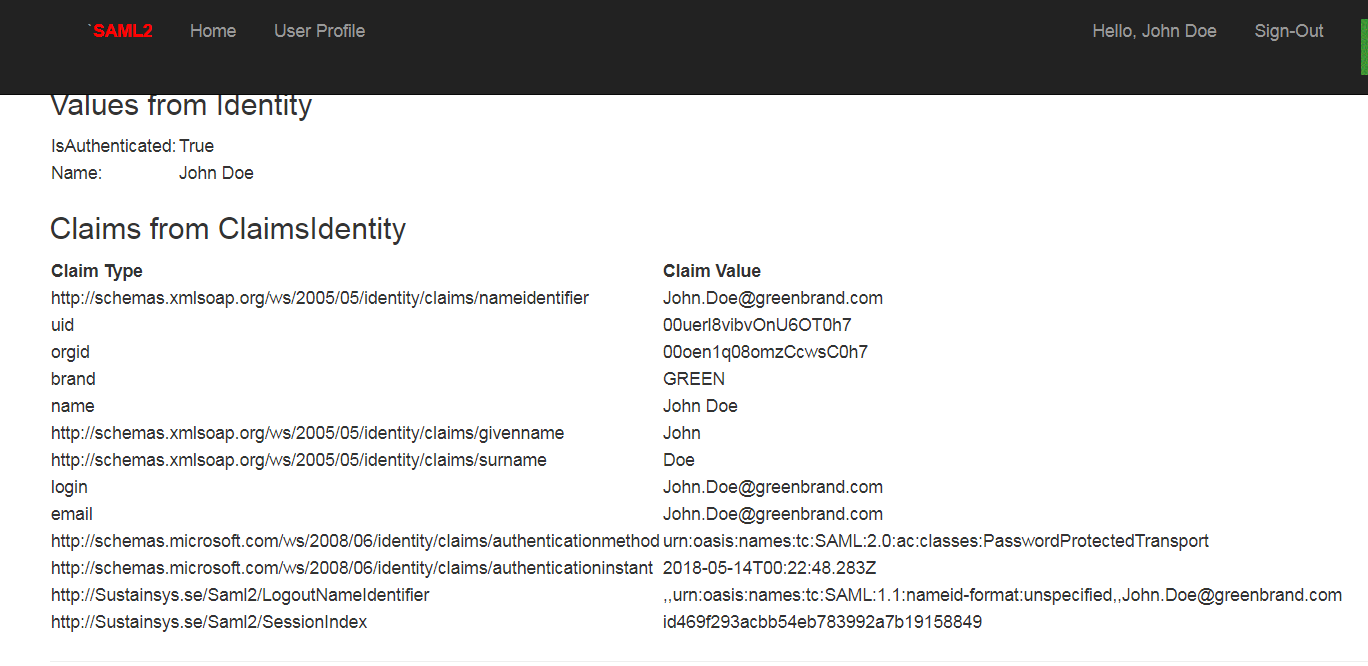 `SAML2 Home User Profile Hello, John Doe Sign-Out
Values from Identity
IsAuthenticated: True
Name: John Doe
Claims from ClaimsIdentity
Claim Type Claim Value
http://schemas.xmlsoap.org/ws/2005/05/identity/claims/nameidentifier John.Doe@greenbrand.com
uid 00uerl8vibvOnU6OT0h7
orgid 00oen1q08omzCcwsC0h7
brand GREEN
name John Doe
http://schemas.xmlsoap.org/ws/2005/05/identity/claims/givenname John
http://schemas.xmlsoap.org/ws/2005/05/identity/claims/surname Doe
login John.Doe@greenbrand.com
email John.Doe@greenbrand.com
http://schemas.microsoft.com/ws/2008/06/identity/claims/authenticationmethod urn:oasis:names:tc:SAML:2.0:ac:classes:PasswordProtectedTransport
http://schemas.microsoft.com/ws/2008/06/identity/claims/authenticationinstant 2018-05-14T00:22:48.283Z
http://Sustainsys.se/Saml2/LogoutNameIdentifier ,,urn:oasis:names:tc:SAML:1.1:nameid-format:unspecified,,John.Doe@greenbrand.com
http://Sustainsys.se/Saml2/SessionIndex id469f293acbb54eb783992a7b19158849